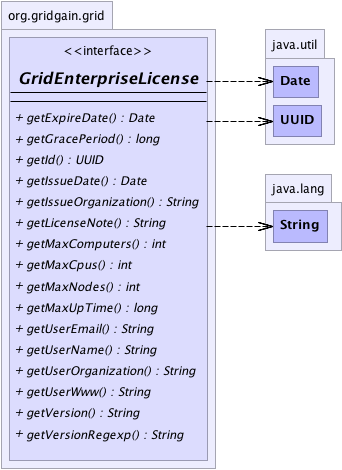 org.gridgain.grid
<<interface>>
GridEnterpriseLicense
+ getExpireDate() : Date
+ getGracePeriod() : long
+ getId() : UUID
+ getIssueDate() : Date
+ getIssueOrganization() : String
+ getLicenseNote() : String
+ getMaxComputers() : int
+ getMaxCpus() : int
+ getMaxNodes() : int
+ getMaxUpTime() : long
+ getUserEmail() : String
+ getUserName() : String
+ getUserOrganization() : String
+ getUserWww() : String
+ getVersion() : String
+ getVersionRegexp() : String
java.util
Date
UUID
java.lang
String